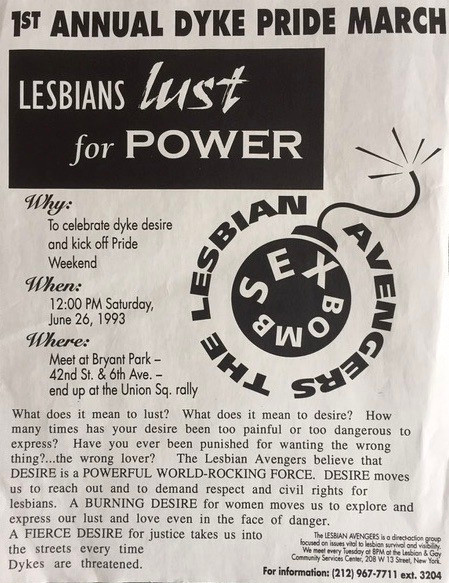 1ST ANNUAL DYKE PRIDE MARCH
LESBIANS lust
for POWER
Why:
To celebrate dyke desire
and kick off Pride
Weekend
When:
12:00 PM Saturday,
June 26, 1993
Where:
Meet at Bryant Park –
42nd St. & 6th Ave. –
end up at the Union Sq. rally
THE LESBIAN AVENGERS
SEX BOMB
What does it mean to lust? What does it mean to desire? How
many times has your desire been too painful or too dangerous to
express? Have you ever been punished for wanting the wrong
thing?...the wrong lover? The Lesbian Avengers believe that
DESIRE is a POWERFUL WORLD-ROCKING FORCE. DESIRE moves
us to reach out and to demand respect and civil rights for
lesbians. A BURNING DESIRE for women moves us to explore and
express our lust and love even in the face of danger.
A FIERCE DESIRE for justice takes us into
the streets every time
Dykes are threatened.
The LESBIAN AVENGERS is a direct-action group
focused on issues vital to lesbian survival and visibility.
We meet every Tuesday at 8PM at the Lesbian & Gay
Community Services Center, 208 W 13 Street, New York.
For information: (212) 967-7711 ext. 3204